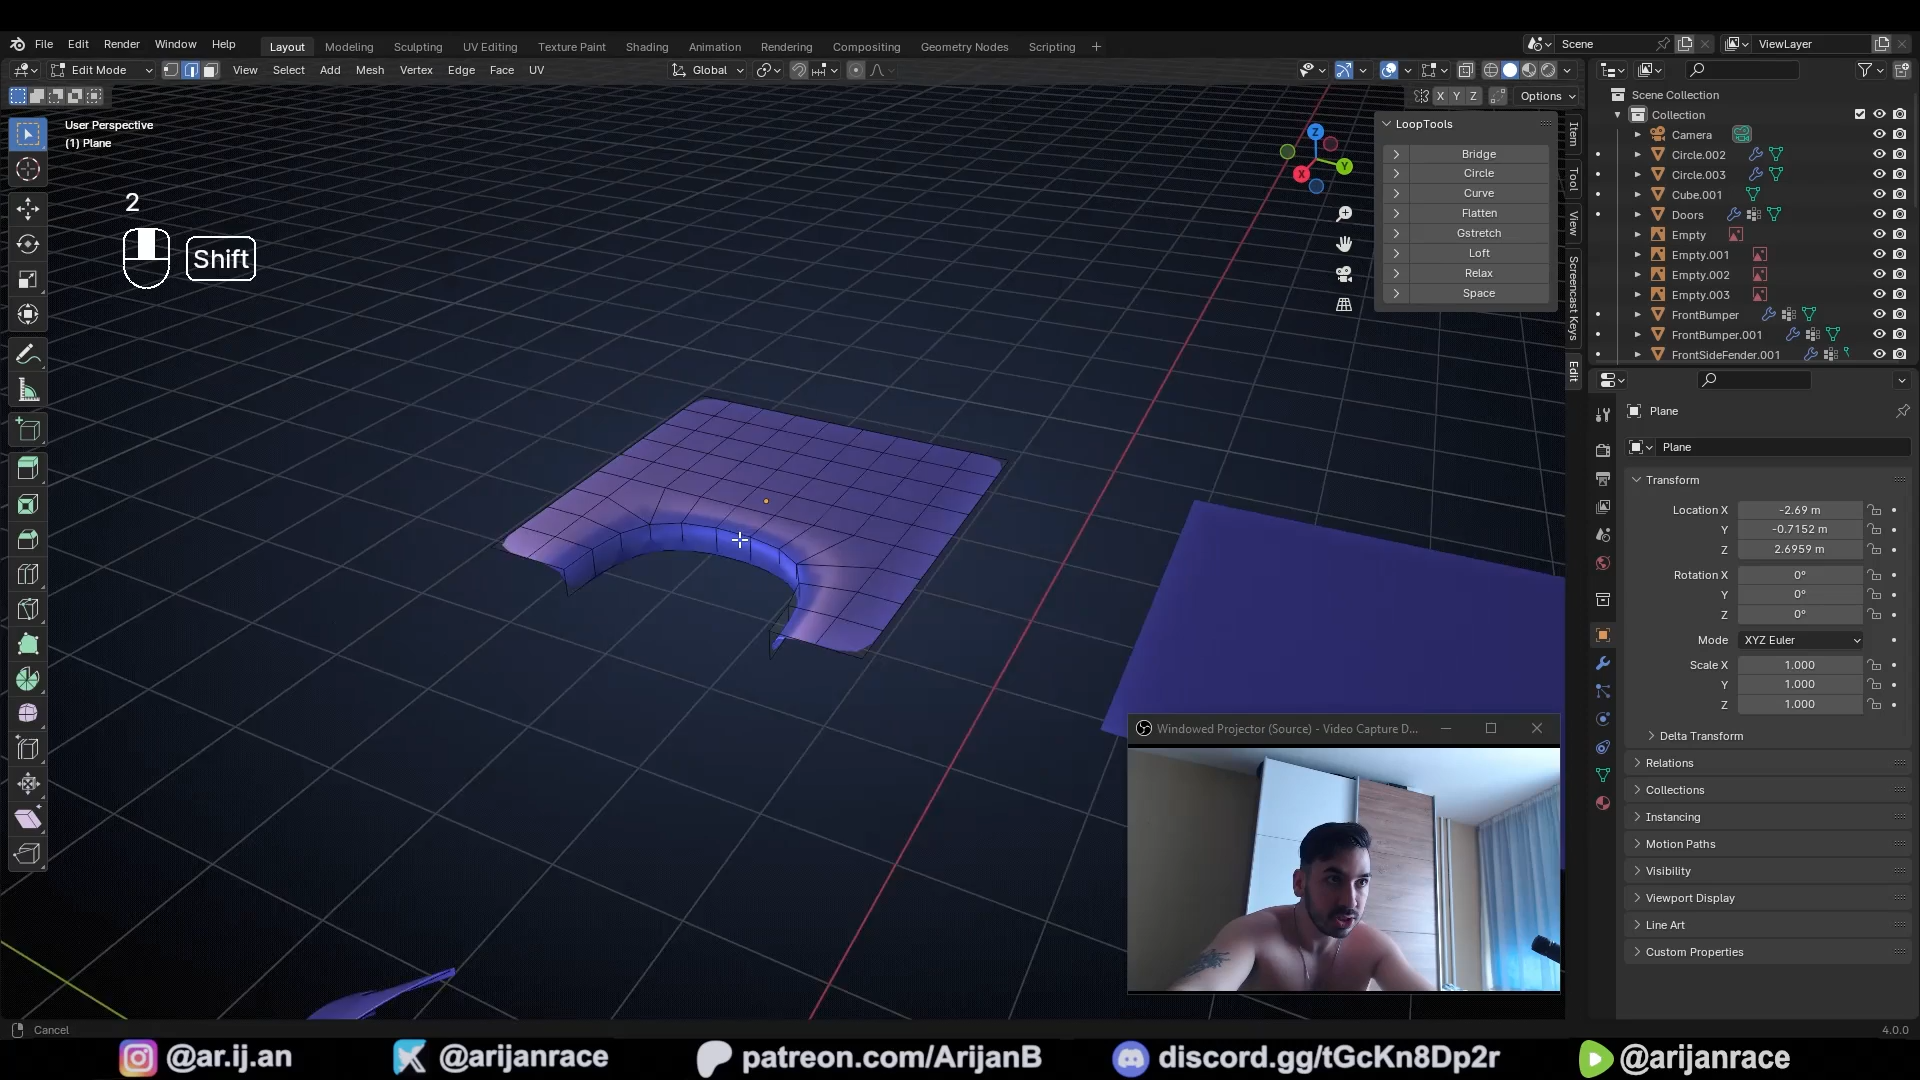 File Edit Render Window Help Layout Modeling Sculpting UV Editing Texture Paint Shading Animation Rendering Compositing Geometry Nodes Scripting + Scene ViewLayer
Edit Mode View Select Add Mesh Vertex Edge Face UV Global
X Y Z Options
User Perspective
(1) Plane
2
Shift
Z
Y
X
LoopTools
Bridge
Circle
Curve
Flatten
Gstretch
Loft
Relax
Space
Item
Tool
View
Screencast Keys
Edit
Scene Collection
Collection
Camera
Circle.002
Circle.003
Cube.001
Doors
Empty
Empty.001
Empty.002
Empty.003
FrontBumper
FrontBumper.001
FrontSideFender.001
Plane
Plane
Transform
Location X -2.69 m
Y -0.7152 m
Z 2.6959 m
Rotation X 0°
Y 0°
Z 0°
Mode XYZ Euler
Scale X 1.000
Y 1.000
Z 1.000
Delta Transform
Relations
Collections
Instancing
Motion Paths
Visibility
Viewport Display
Line Art
Custom Properties
Windowed Projector (Source) - Video Capture D...
Cancel
4.0.0
@ar.ij.an @arijanrace patreon.com/ArijanB discord.gg/tGcKn8Dp2r @arijanrace